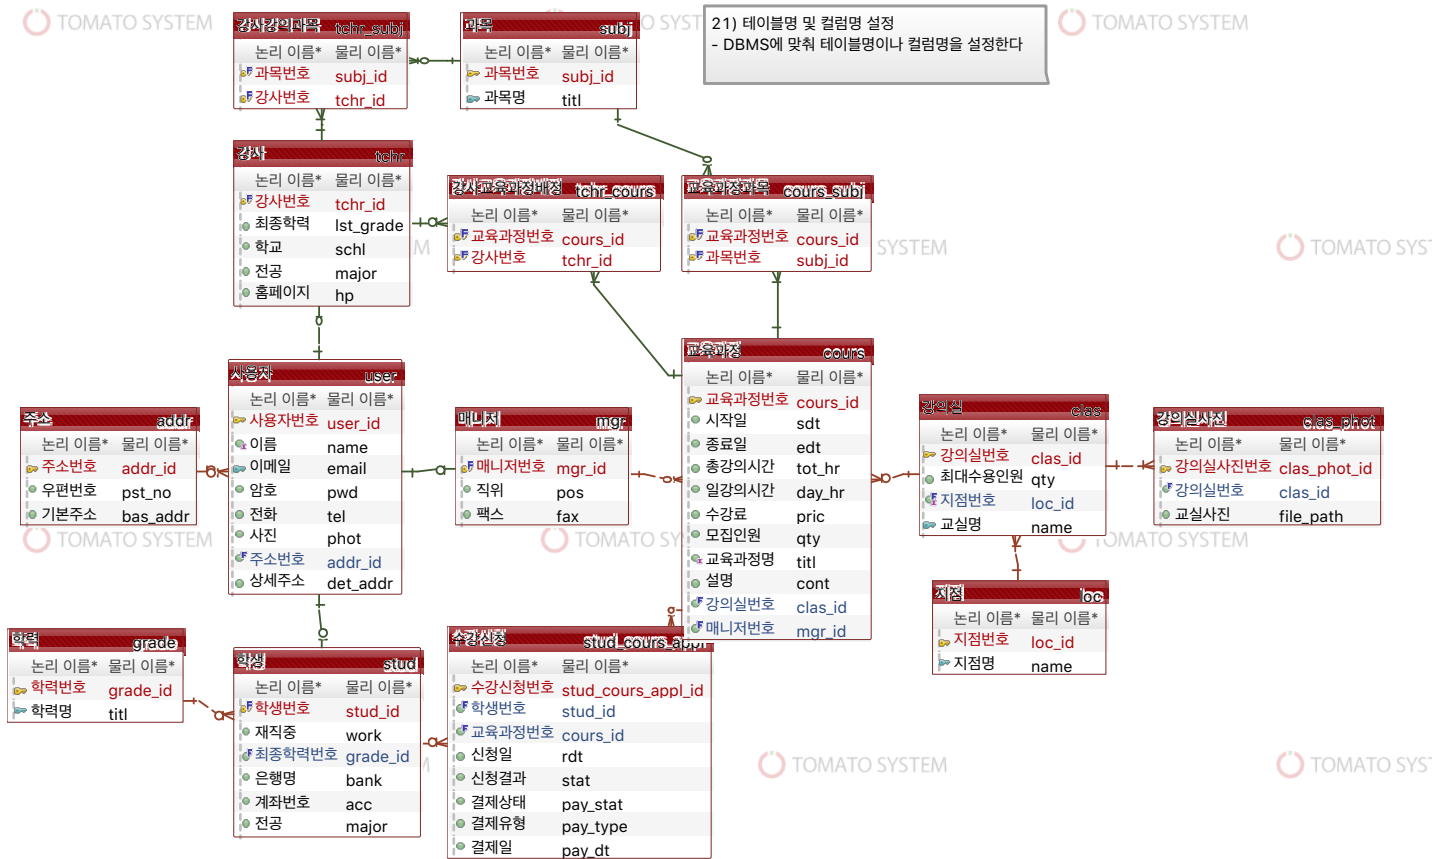 21) 테이블명 및 컬럼명 설정
- DBMS에 맞춰 테이블명이나 컬럼명을 설정한다
강사강의과목 tchr_subj
논리 이름* 물리 이름*
과목번호 subj_id
강사번호 tchr_id
과목 subj
논리 이름* 물리 이름*
과목번호 subj_id
과목명 titl
강사 tchr
논리 이름* 물리 이름*
강사번호 tchr_id
최종학력 lst_grade
학교 schl
전공 major
홈페이지 hp
강사교육과정배정 tchr_cours
논리 이름* 물리 이름*
교육과정번호 cours_id
강사번호 tchr_id
교육과정과목 cours_subj
논리 이름* 물리 이름*
교육과정번호 cours_id
과목번호 subj_id
사용자 user
논리 이름* 물리 이름*
사용자번호 user_id
이름 name
이메일 email
암호 pwd
전화 tel
사진 phot
주소번호 addr_id
상세주소 det_addr
주소 addr
논리 이름* 물리 이름*
주소번호 addr_id
우편번호 pst_no
기본주소 bas_addr
매니저 mgr
논리 이름* 물리 이름*
매니저번호 mgr_id
직위 pos
팩스 fax
교육과정 cours
논리 이름* 물리 이름*
교육과정번호 cours_id
시작일 sdt
종료일 edt
총강의시간 tot_hr
일강의시간 day_hr
수강료 pric
모집인원 qty
교육과정명 titl
설명 cont
강의실번호 clas_id
매니저번호 mgr_id
강의실 clas
논리 이름* 물리 이름*
강의실번호 clas_id
최대수용인원 qty
지점번호 loc_id
교실명 name
강의실사진 clas_phot
논리 이름* 물리 이름*
강의실사진번호 clas_phot_id
강의실번호 clas_id
교실사진 file_path
지점 loc
논리 이름* 물리 이름*
지점번호 loc_id
지점명 name
학력 grade
논리 이름* 물리 이름*
학력번호 grade_id
학력명 titl
학생 stud
논리 이름* 물리 이름*
학생번호 stud_id
재직중 work
최종학력번호 grade_id
은행명 bank
계좌번호 acc
전공 major
수강신청 stud_cours_appl
논리 이름* 물리 이름*
수강신청번호 stud_cours_appl_id
학생번호 stud_id
교육과정번호 cours_id
신청일 rdt
신청결과 stat
결제상태 pay_stat
결제유형 pay_type
결제일 pay_dt
TOMATO SYSTEM
SYSTEM
TOMATO SYSTEM
SYSTEM
TOMATO SYST
TOMATO SYSTEM
TOMATO SY
TOMATO SYSTEM
TOMATO SYSTEM
TOMATO SYST